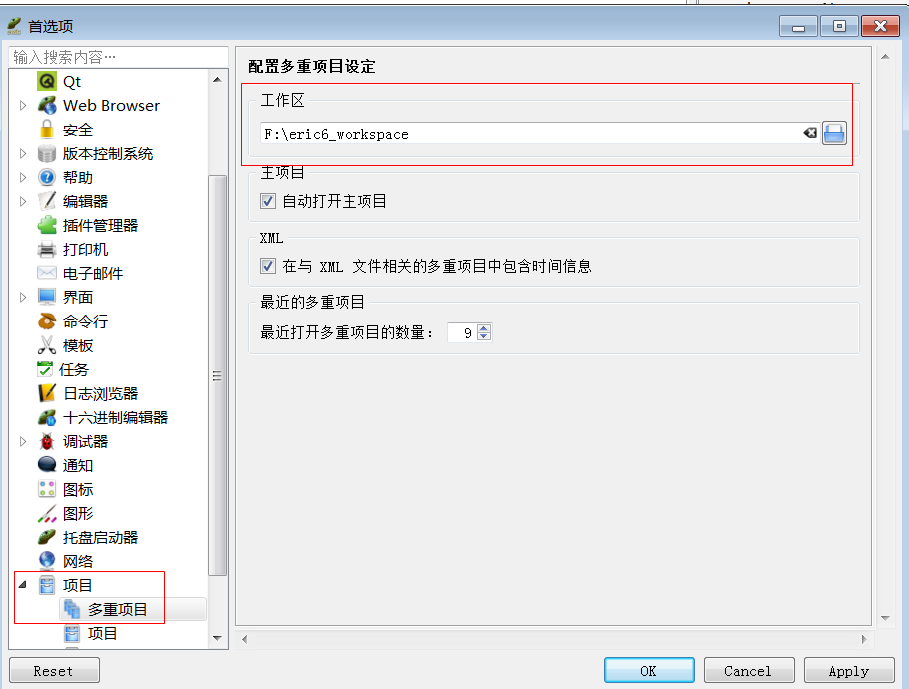 首选项
输入搜索内容…
Qt
Web Browser
安全
版本控制系统
帮助
编辑器
插件管理器
打印机
电子邮件
界面
命令行
模板
任务
日志浏览器
十六进制编辑器
调试器
通知
图标
图形
托盘启动器
网络
项目
多重项目
项目
配置多重项目设定
工作区
F:\eric6_workspace
主项目
自动打开主项目
XML
在与 XML 文件相关的多重项目中包含时间信息
最近的多重项目
最近打开多重项目的数量： 9
Reset
OK
Cancel
Apply